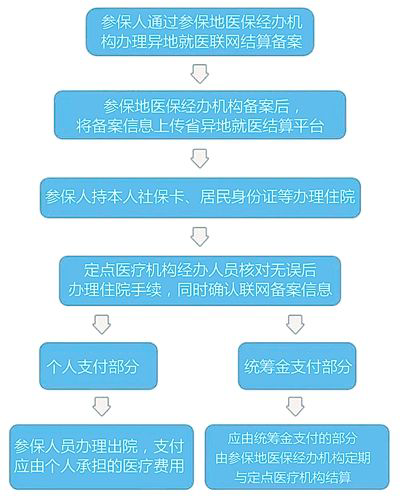 参保人通过参保地医保经办机
构办理异地就医联网结算备案
参保地医保经办机构备案后，
将备案信息上传省异地就医结算平台
参保人持本人社保卡、居民身份证等办理住院
定点医疗机构经办人员核对无误后
办理住院手续，同时确认联网备案信息
个人支付部分
统筹金支付部分
参保人员办理出院，支付
应由个人承担的医疗费用
应由统筹金支付的部分
由参保地医保经办机构定期
与定点医疗机构结算